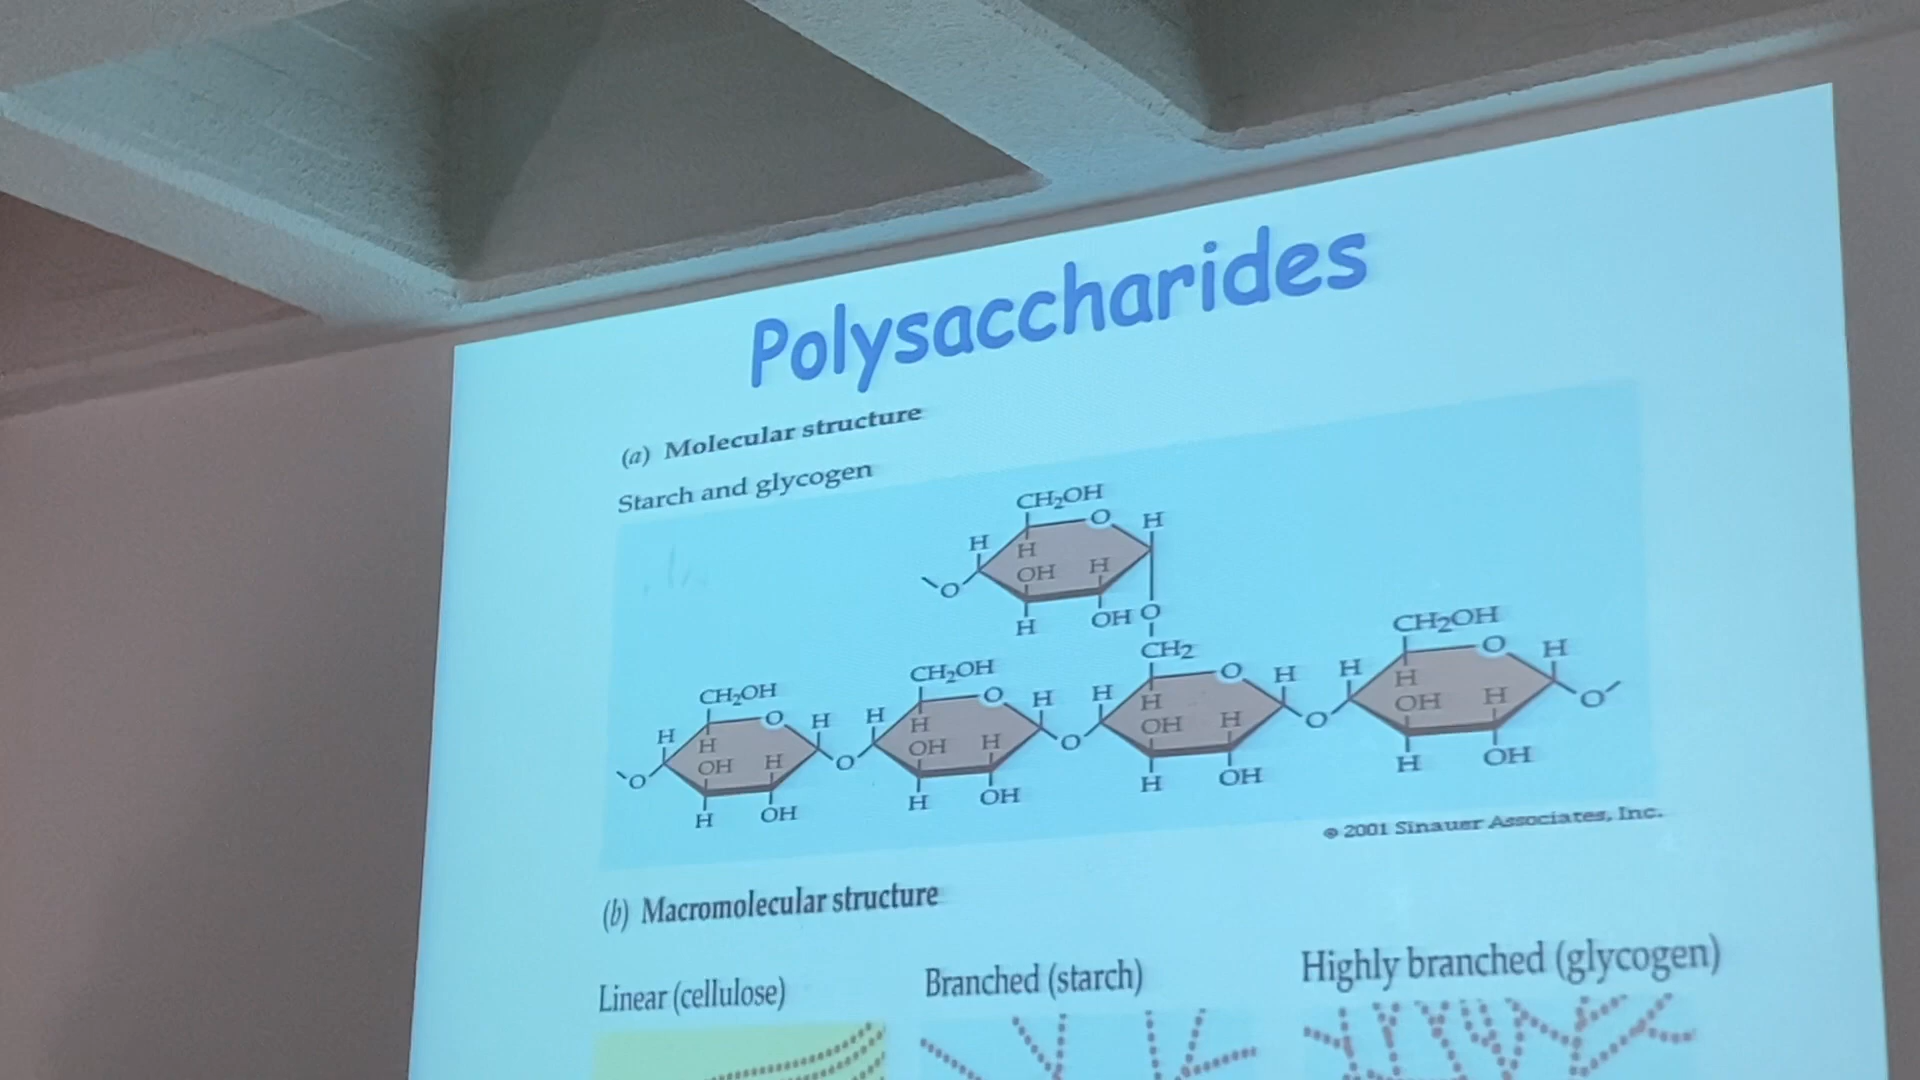 Polysaccharides
(a) Molecular structure
Starch and glycogen
CH₂OH
O H
H H
OH H
O
H OH O
CH2
CH₂OH
O H
H H
OH H
O
H OH
O
CH₂OH
O H
H H
OH H
H OH
O
O H
H H
OH H
H OH
O
CH₂OH
O H
H H
OH H
H OH
O
© 2001 Sinauer Associates, Inc.
(b) Macromolecular structure
Linear (cellulose)
Branched (starch)
Highly branched (glycogen)